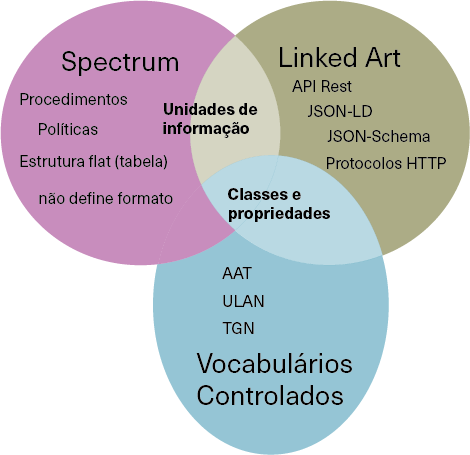 Spectrum
Procedimentos
Políticas
Estrutura flat (tabela)
não define formato
Unidades de
informação
Linked Art
API Rest
JSON-LD
JSON-Schema
Protocolos HTTP
Classes e
propriedades
AAT
ULAN
TGN
Vocabulários
Controlados